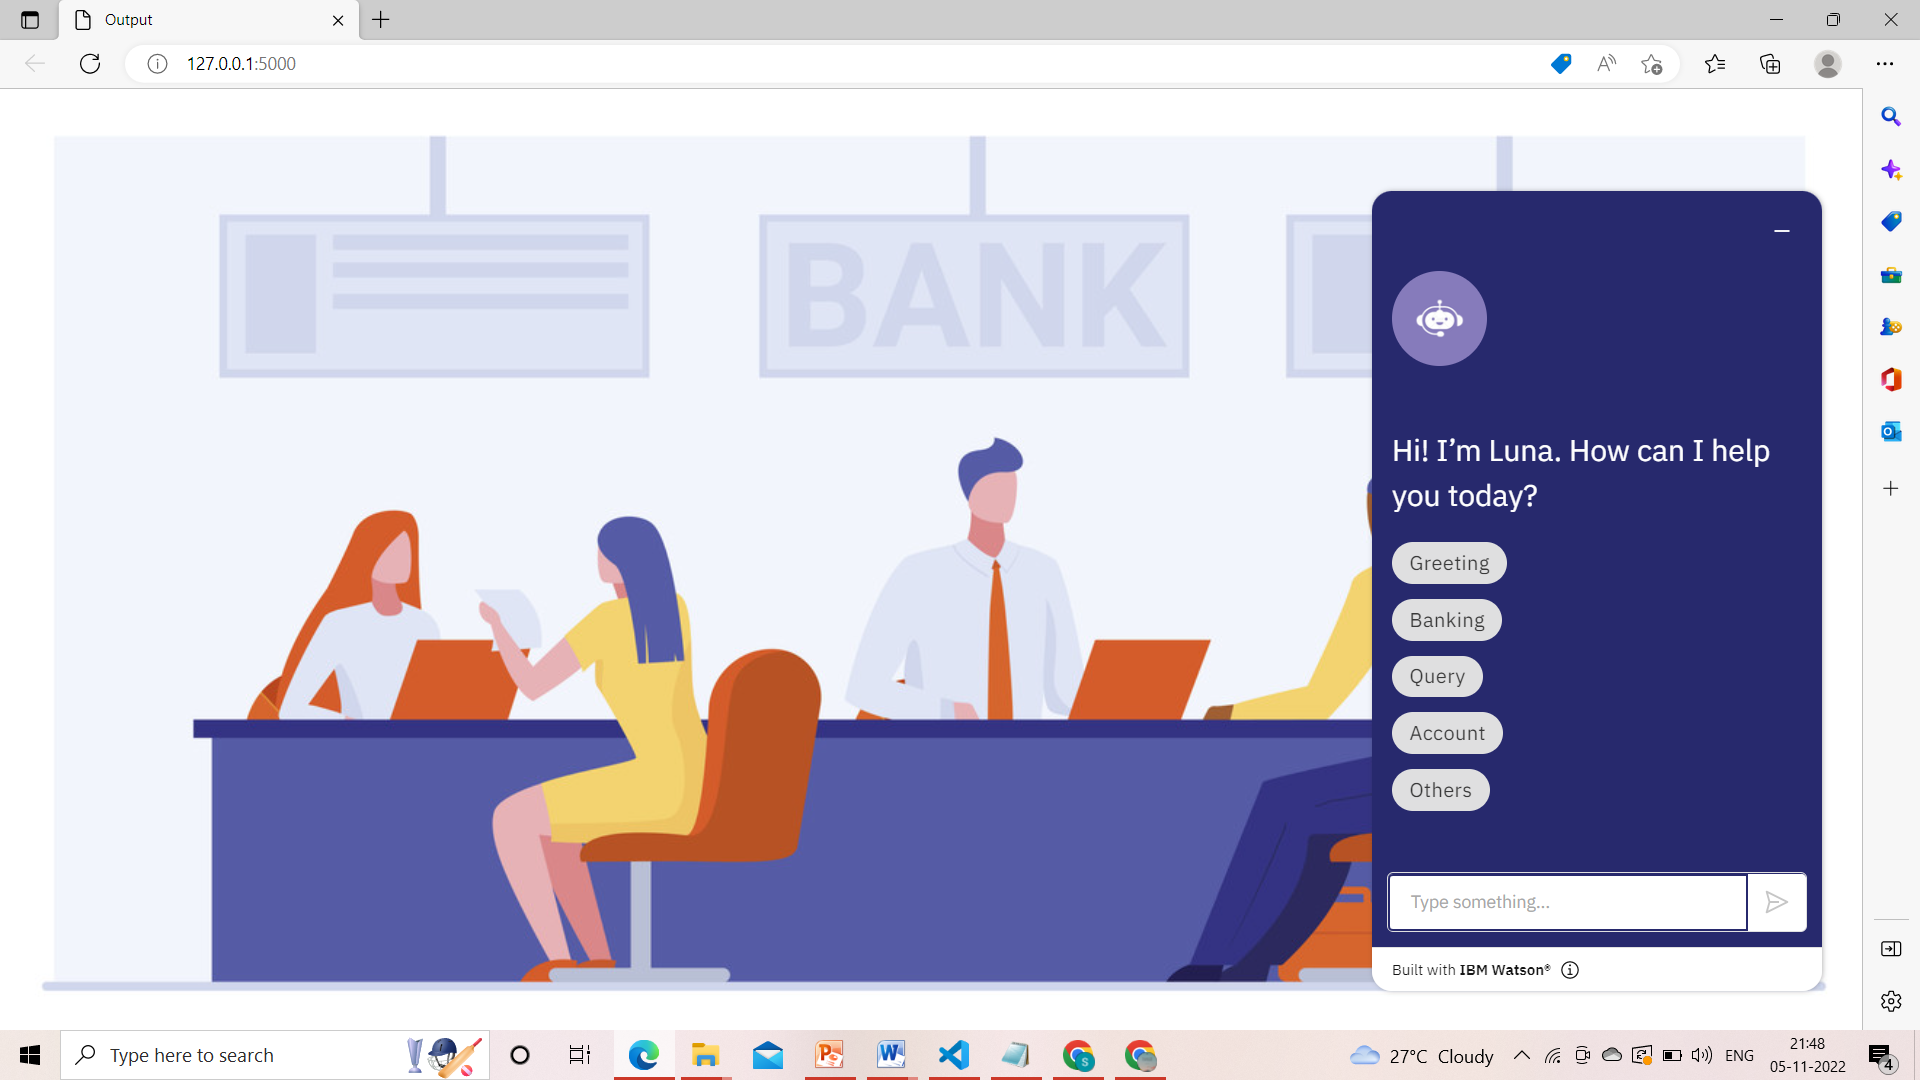 Output
127.0.0.1:5000
BANK
Hi! I’m Luna. How can I help
you today?
Greeting
Banking
Query
Account
Others
Type something...
Built with IBM Watson®
Type here to search
27°C Cloudy
ENG
21:48
05-11-2022
4